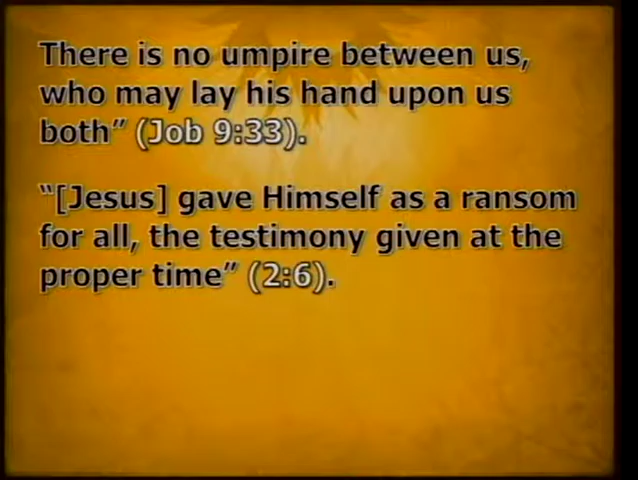 There is no umpire between us,
who may lay his hand upon us
both” (Job 9:33).
“[Jesus] gave Himself as a ransom
for all, the testimony given at the
proper time” (2:6).